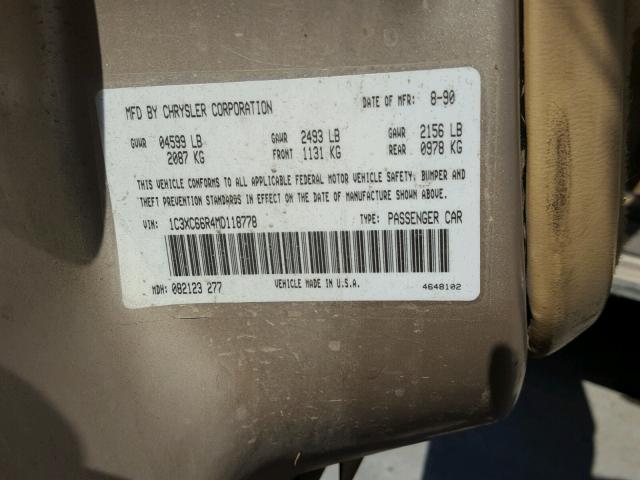 MFD BY CHRYSLER CORPORATION DATE OF MFR: 8-90
GVWR 04599 LB GAWR 2493 LB GAWR 2156 LB
2087 KG FRONT 1131 KG REAR 0978 KG
THIS VEHICLE CONFORMS TO ALL APPLICABLE FEDERAL MOTOR VEHICLE SAFETY, BUMPER AND
THEFT PREVENTION STANDARDS IN EFFECT ON THE DATE OF MANUFACTURE SHOWN ABOVE.
VIN: 1C3XC66R4MD118778 TYPE: PASSENGER CAR
MDH: 082123 277 VEHICLE MADE IN U.S.A. 4648102